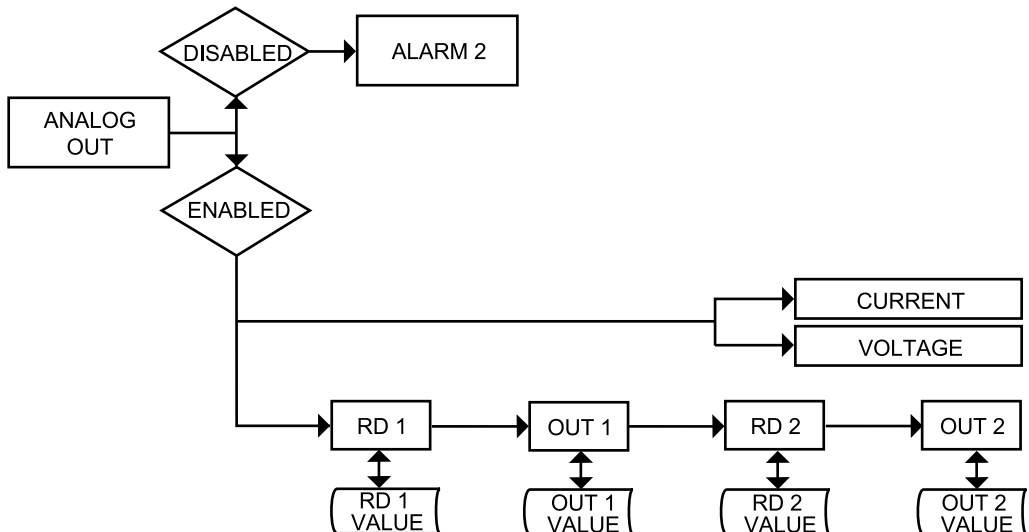 DISABLED
ALARM 2
ANALOG
OUT
ENABLED
CURRENT
VOLTAGE
RD 1
OUT 1
RD 2
OUT 2
RD 1
VALUE
OUT 1
VALUE
RD 2
VALUE
OUT 2
VALUE